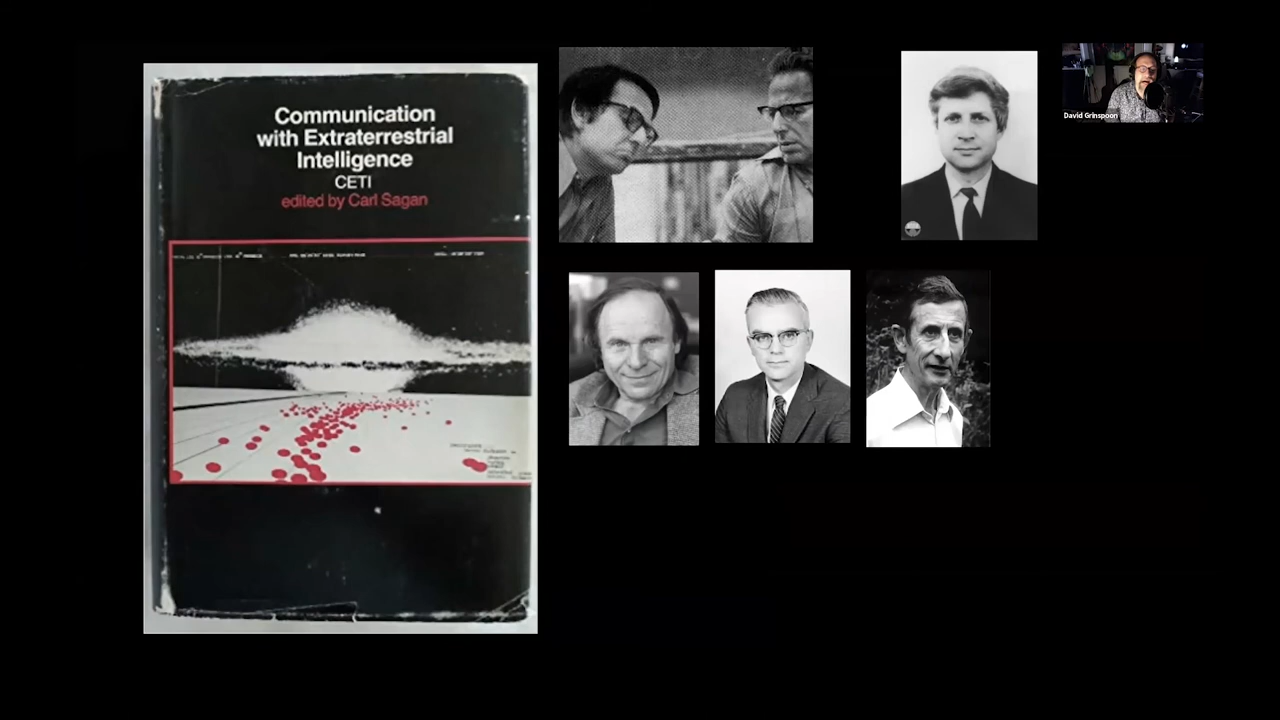 Communication
with Extraterrestrial
Intelligence
CETI
edited by Carl Sagan
David Grinspoon